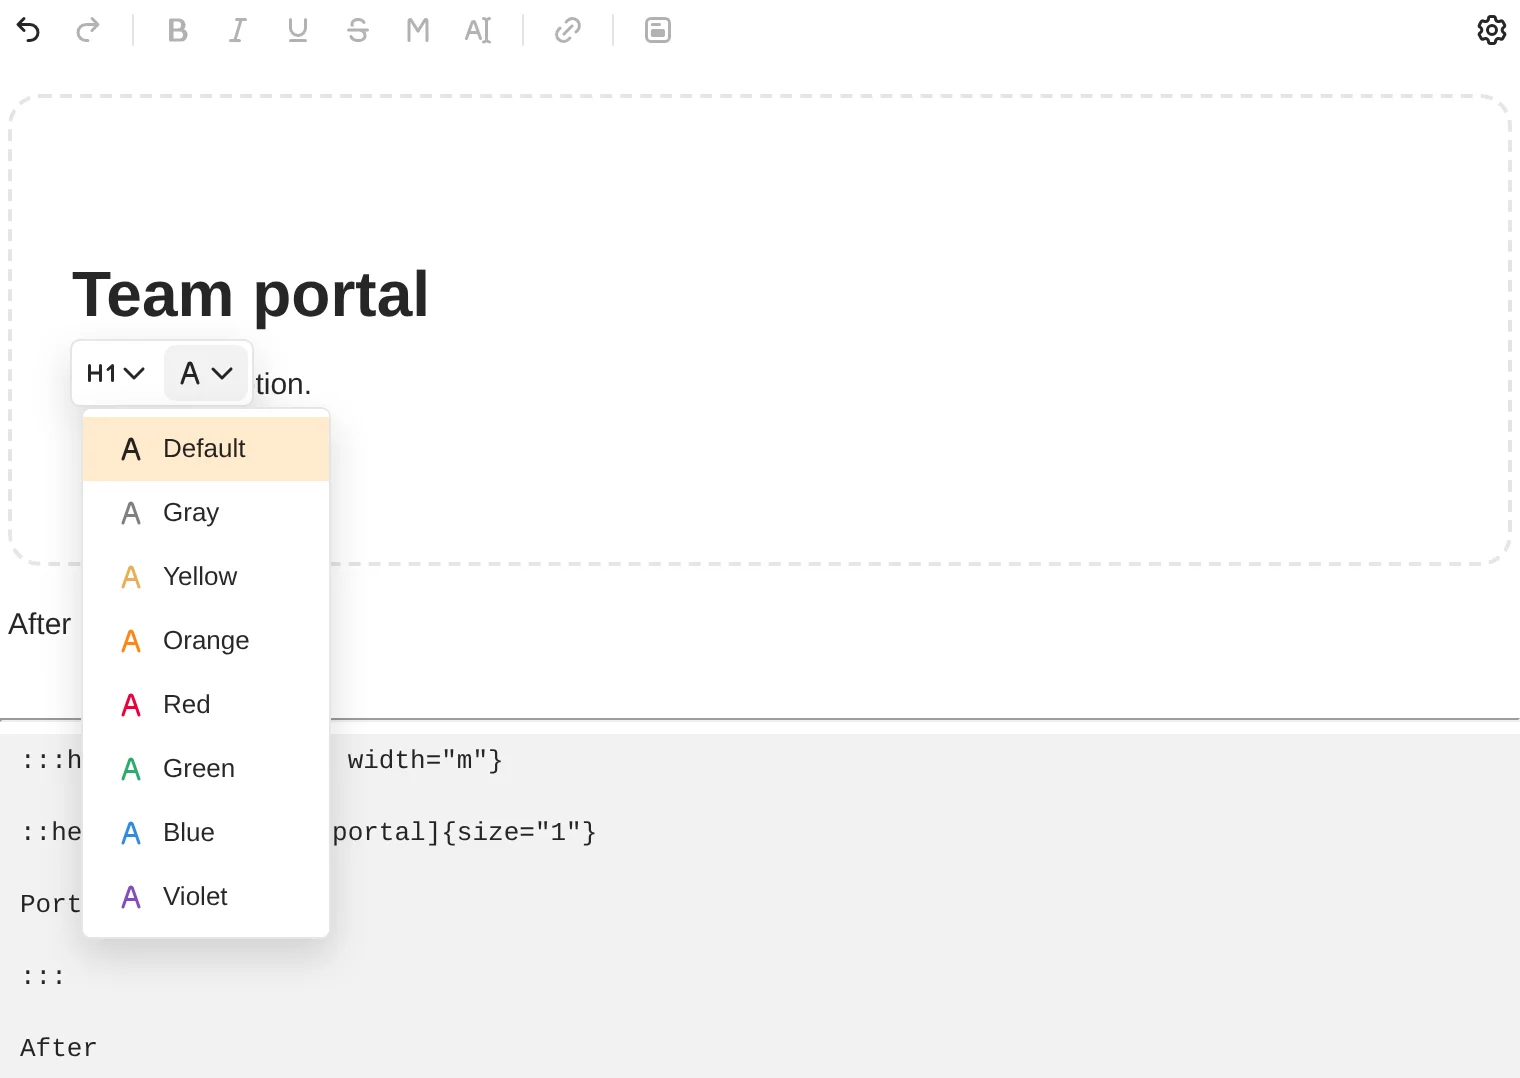 Team portal
H1
A
tion.
A Default
A Gray
A Yellow
A Orange
A Red
A Green
A Blue
A Violet
After
:::h width="m"}
::he portal]{size="1"}
Port
:::
After